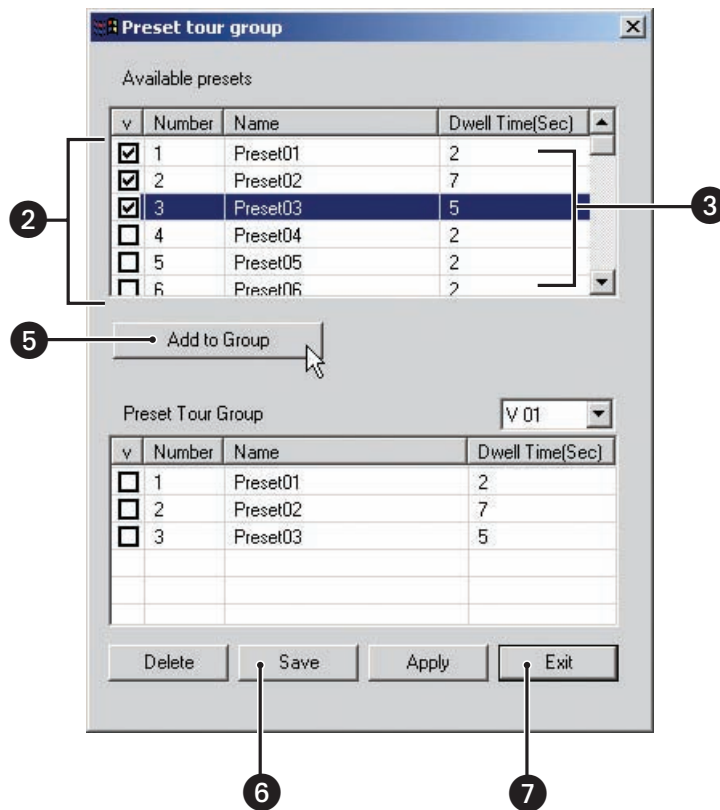 Preset tour group
Available presets
v Number Name Dwell Time(Sec)
1 Preset01 2
2 Preset02 7
3 Preset03 5
4 Preset04 2
5 Preset05 2
6 Preset06 2
2
3
5
Add to Group
Preset Tour Group V 01
v Number Name Dwell Time(Sec)
1 Preset01 2
2 Preset02 7
3 Preset03 5
Delete Save Apply Exit
6
7